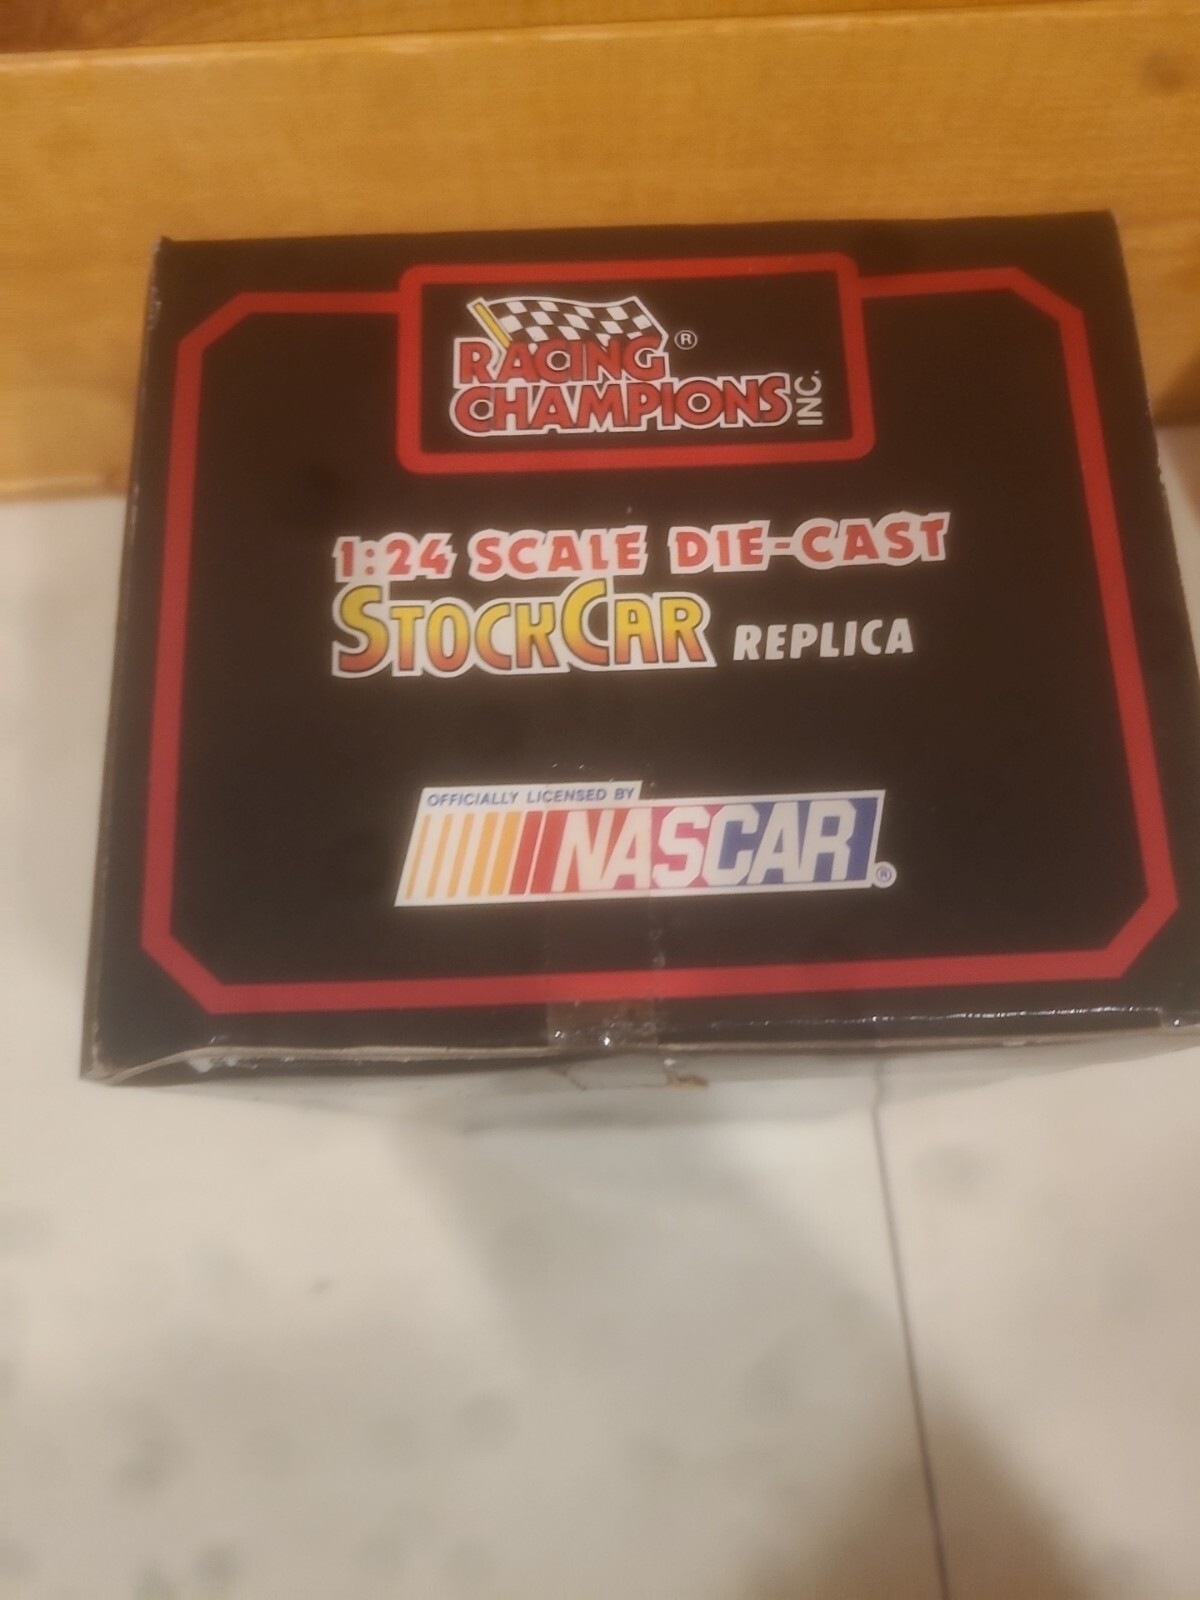 RACING ®
CHAMPIONS INC.
1:24 SCALE DIE-CAST
STOCKCAR REPLICA
OFFICIALLY LICENSED BY
NASCAR ®